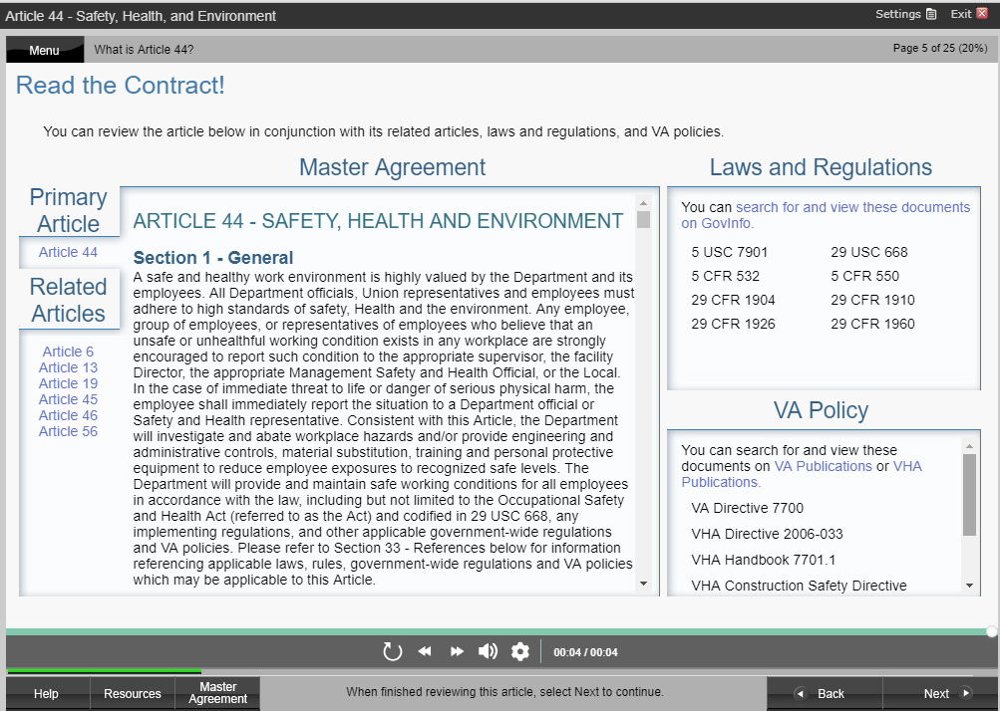 Article 44 - Safety, Health, and Environment
Settings
Exit
Menu
What is Article 44?
Page 5 of 25 (20%)
Read the Contract!
You can review the article below in conjunction with its related articles, laws and regulations, and VA policies.
Primary
Article
Article 44
Related
Articles
Article 6
Article 13
Article 19
Article 45
Article 46
Article 56
Master Agreement
ARTICLE 44 - SAFETY, HEALTH AND ENVIRONMENT
Section 1 - General
A safe and healthy work environment is highly valued by the Department and its
employees. All Department officials, Union representatives and employees must
adhere to high standards of safety, Health and the environment. Any employee,
group of employees, or representatives of employees who believe that an
unsafe or unhealthful working condition exists in any workplace are strongly
encouraged to report such condition to the appropriate supervisor, the facility
Director, the appropriate Management Safety and Health Official, or the Local.
In the case of immediate threat to life or danger of serious physical harm, the
employee shall immediately report the situation to a Department official or
Safety and Health representative. Consistent with this Article, the Department
will investigate and abate workplace hazards and/or provide engineering and
administrative controls, material substitution, training and personal protective
equipment to reduce employee exposures to recognized safe levels. The
Department will provide and maintain safe working conditions for all employees
in accordance with the law, including but not limited to the Occupational Safety
and Health Act (referred to as the Act) and codified in 29 USC 668, any
implementing regulations, and other applicable government-wide regulations
and VA policies. Please refer to Section 33 - References below for information
referencing applicable laws, rules, government-wide regulations and VA policies
which may be applicable to this Article.
Laws and Regulations
You can search for and view these documents
on GovInfo.
5 USC 7901
29 USC 668
5 CFR 532
5 CFR 550
29 CFR 1904
29 CFR 1910
29 CFR 1926
29 CFR 1960
VA Policy
You can search for and view these
documents on VA Publications or VHA
Publications.
VA Directive 7700
VHA Directive 2006-033
VHA Handbook 7701.1
VHA Construction Safety Directive
00:04 / 00:04
Help
Resources
Master
Agreement
When finished reviewing this article, select Next to continue.
Back
Next